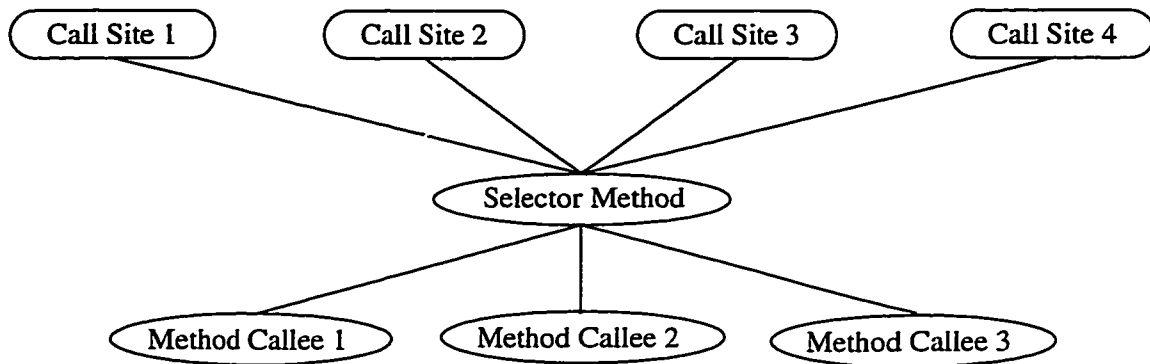 Call Site 1
Call Site 2
Call Site 3
Call Site 4
Selector Method
Method Callee 1
Method Callee 2
Method Callee 3